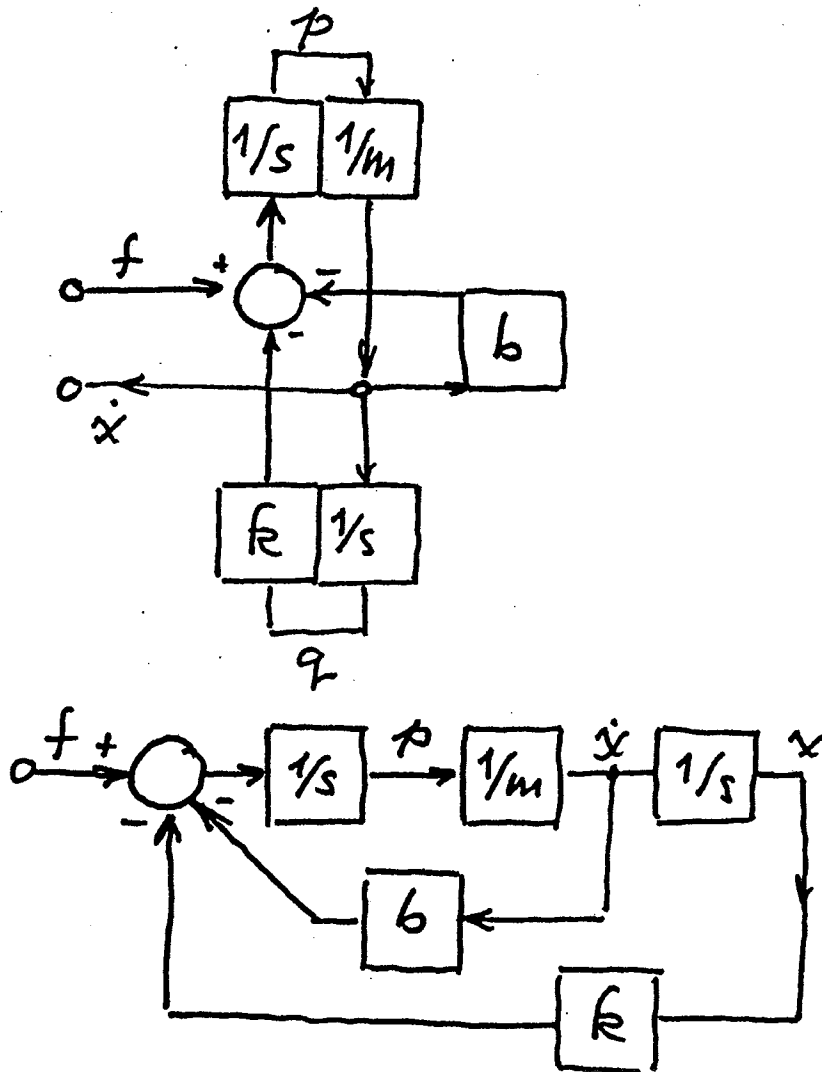 p
1/s 1/m
f + -
b
-
ẋ
k 1/s
q
f + 1/s p 1/m ẋ 1/s x
- -
b
k